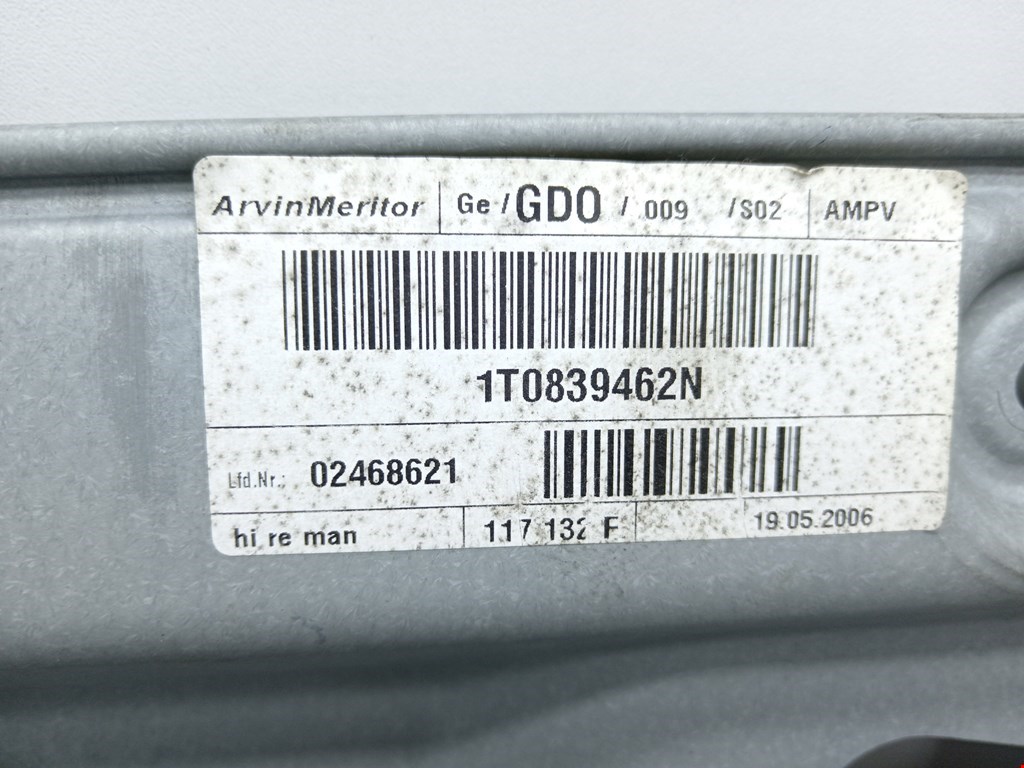 ArvinMeritor Ge/GDO/ 009 /S02 AMPV
1T0839462N
Lfd.Nr.: 02468621
hi re man 117 132 F 19.05.2006